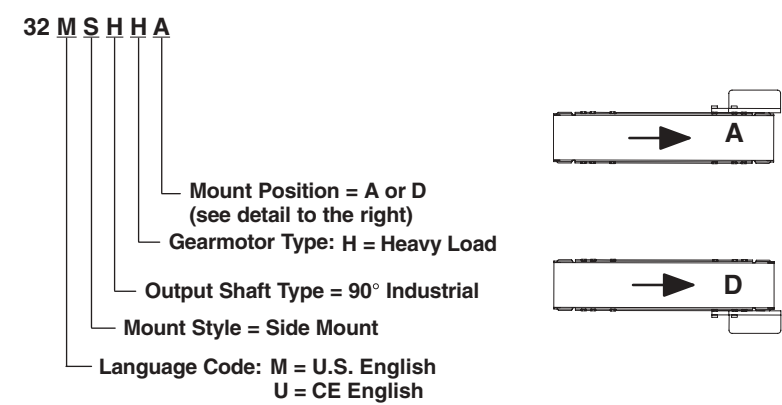 32 M S H H A
A
Mount Position = A or D
(see detail to the right)
Gearmotor Type: H = Heavy Load
Output Shaft Type = 90° Industrial
D
Mount Style = Side Mount
Language Code: M = U.S. English
U = CE English